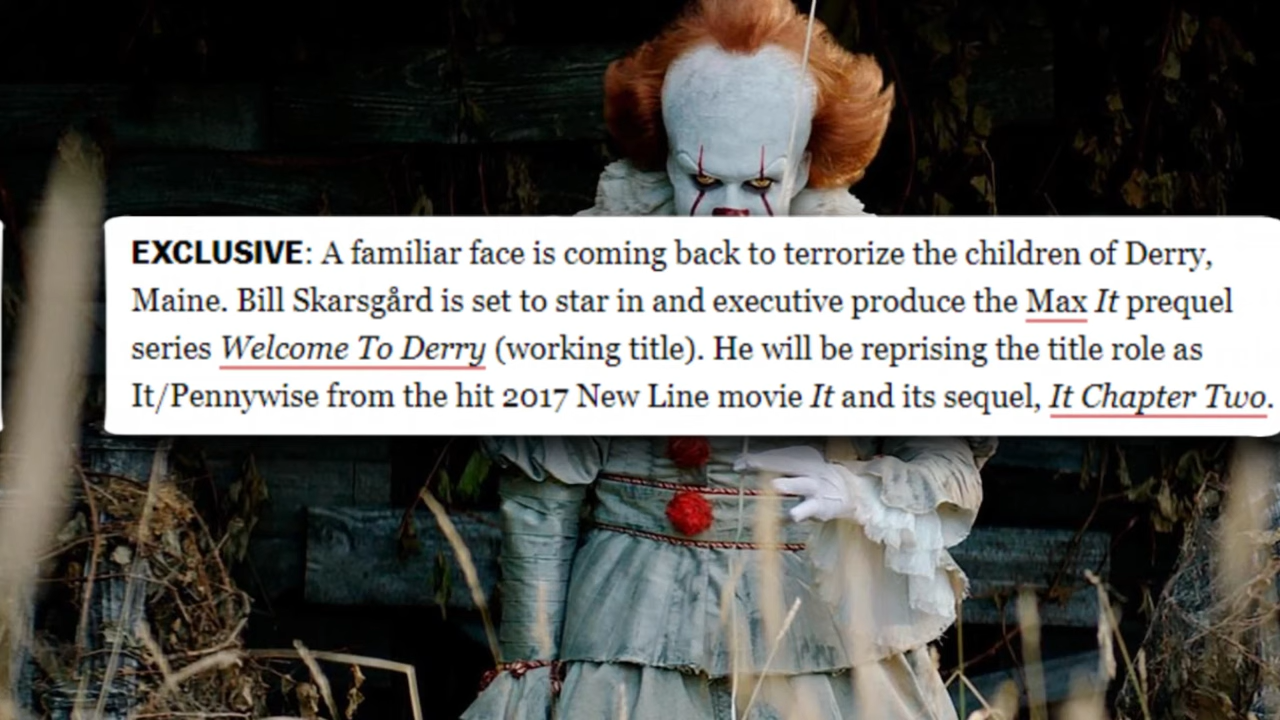 EXCLUSIVE: A familiar face is coming back to terrorize the children of Derry,
Maine. Bill Skarsgård is set to star in and executive produce the Max It prequel
series Welcome To Derry (working title). He will be reprising the title role as
It/Pennywise from the hit 2017 New Line movie It and its sequel, It Chapter Two.